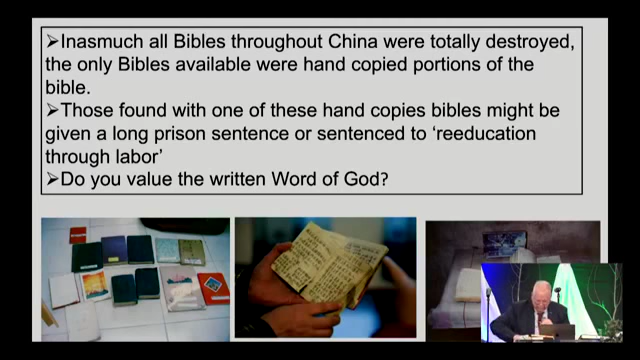 ➢Inasmuch all Bibles throughout China were totally destroyed,
the only Bibles available were hand copied portions of the
bible.
➢Those found with one of these hand copies bibles might be
given a long prison sentence or sentenced to ‘reeducation
through labor’
➢Do you value the written Word of God?